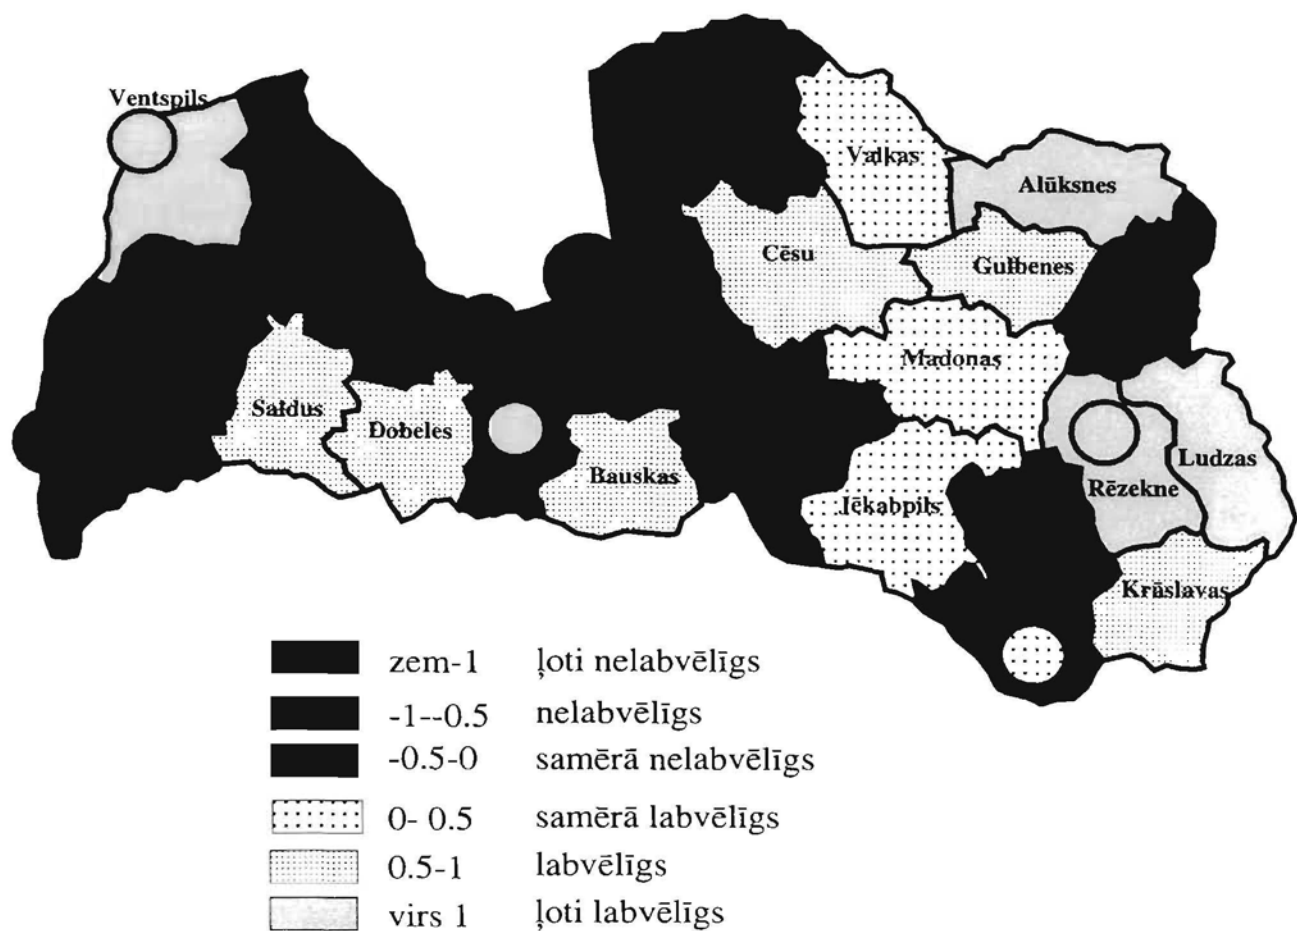 Ventspils
Valkas
Alūksnes
Cēsu
Gulbenes
Madonas
Saldus
Dobeles
Bauskas
Ludzas
Rēzekne
Jēkabpils
Krāslavas
zem-1 ļoti nelabvēlīgs
-1--0.5 nelabvēlīgs
-0.5-0 samērā nelabvēlīgs
0- 0.5 samērā labvēlīgs
0.5-1 labvēlīgs
virs 1 ļoti labvēlīgs